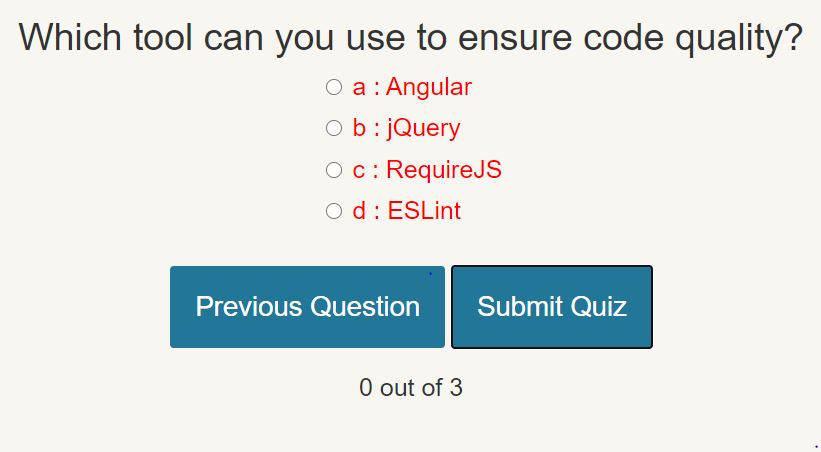 Which tool can you use to ensure code quality?
a : Angular
b : jQuery
c : RequireJS
d : ESLint
Previous Question Submit Quiz
0 out of 3